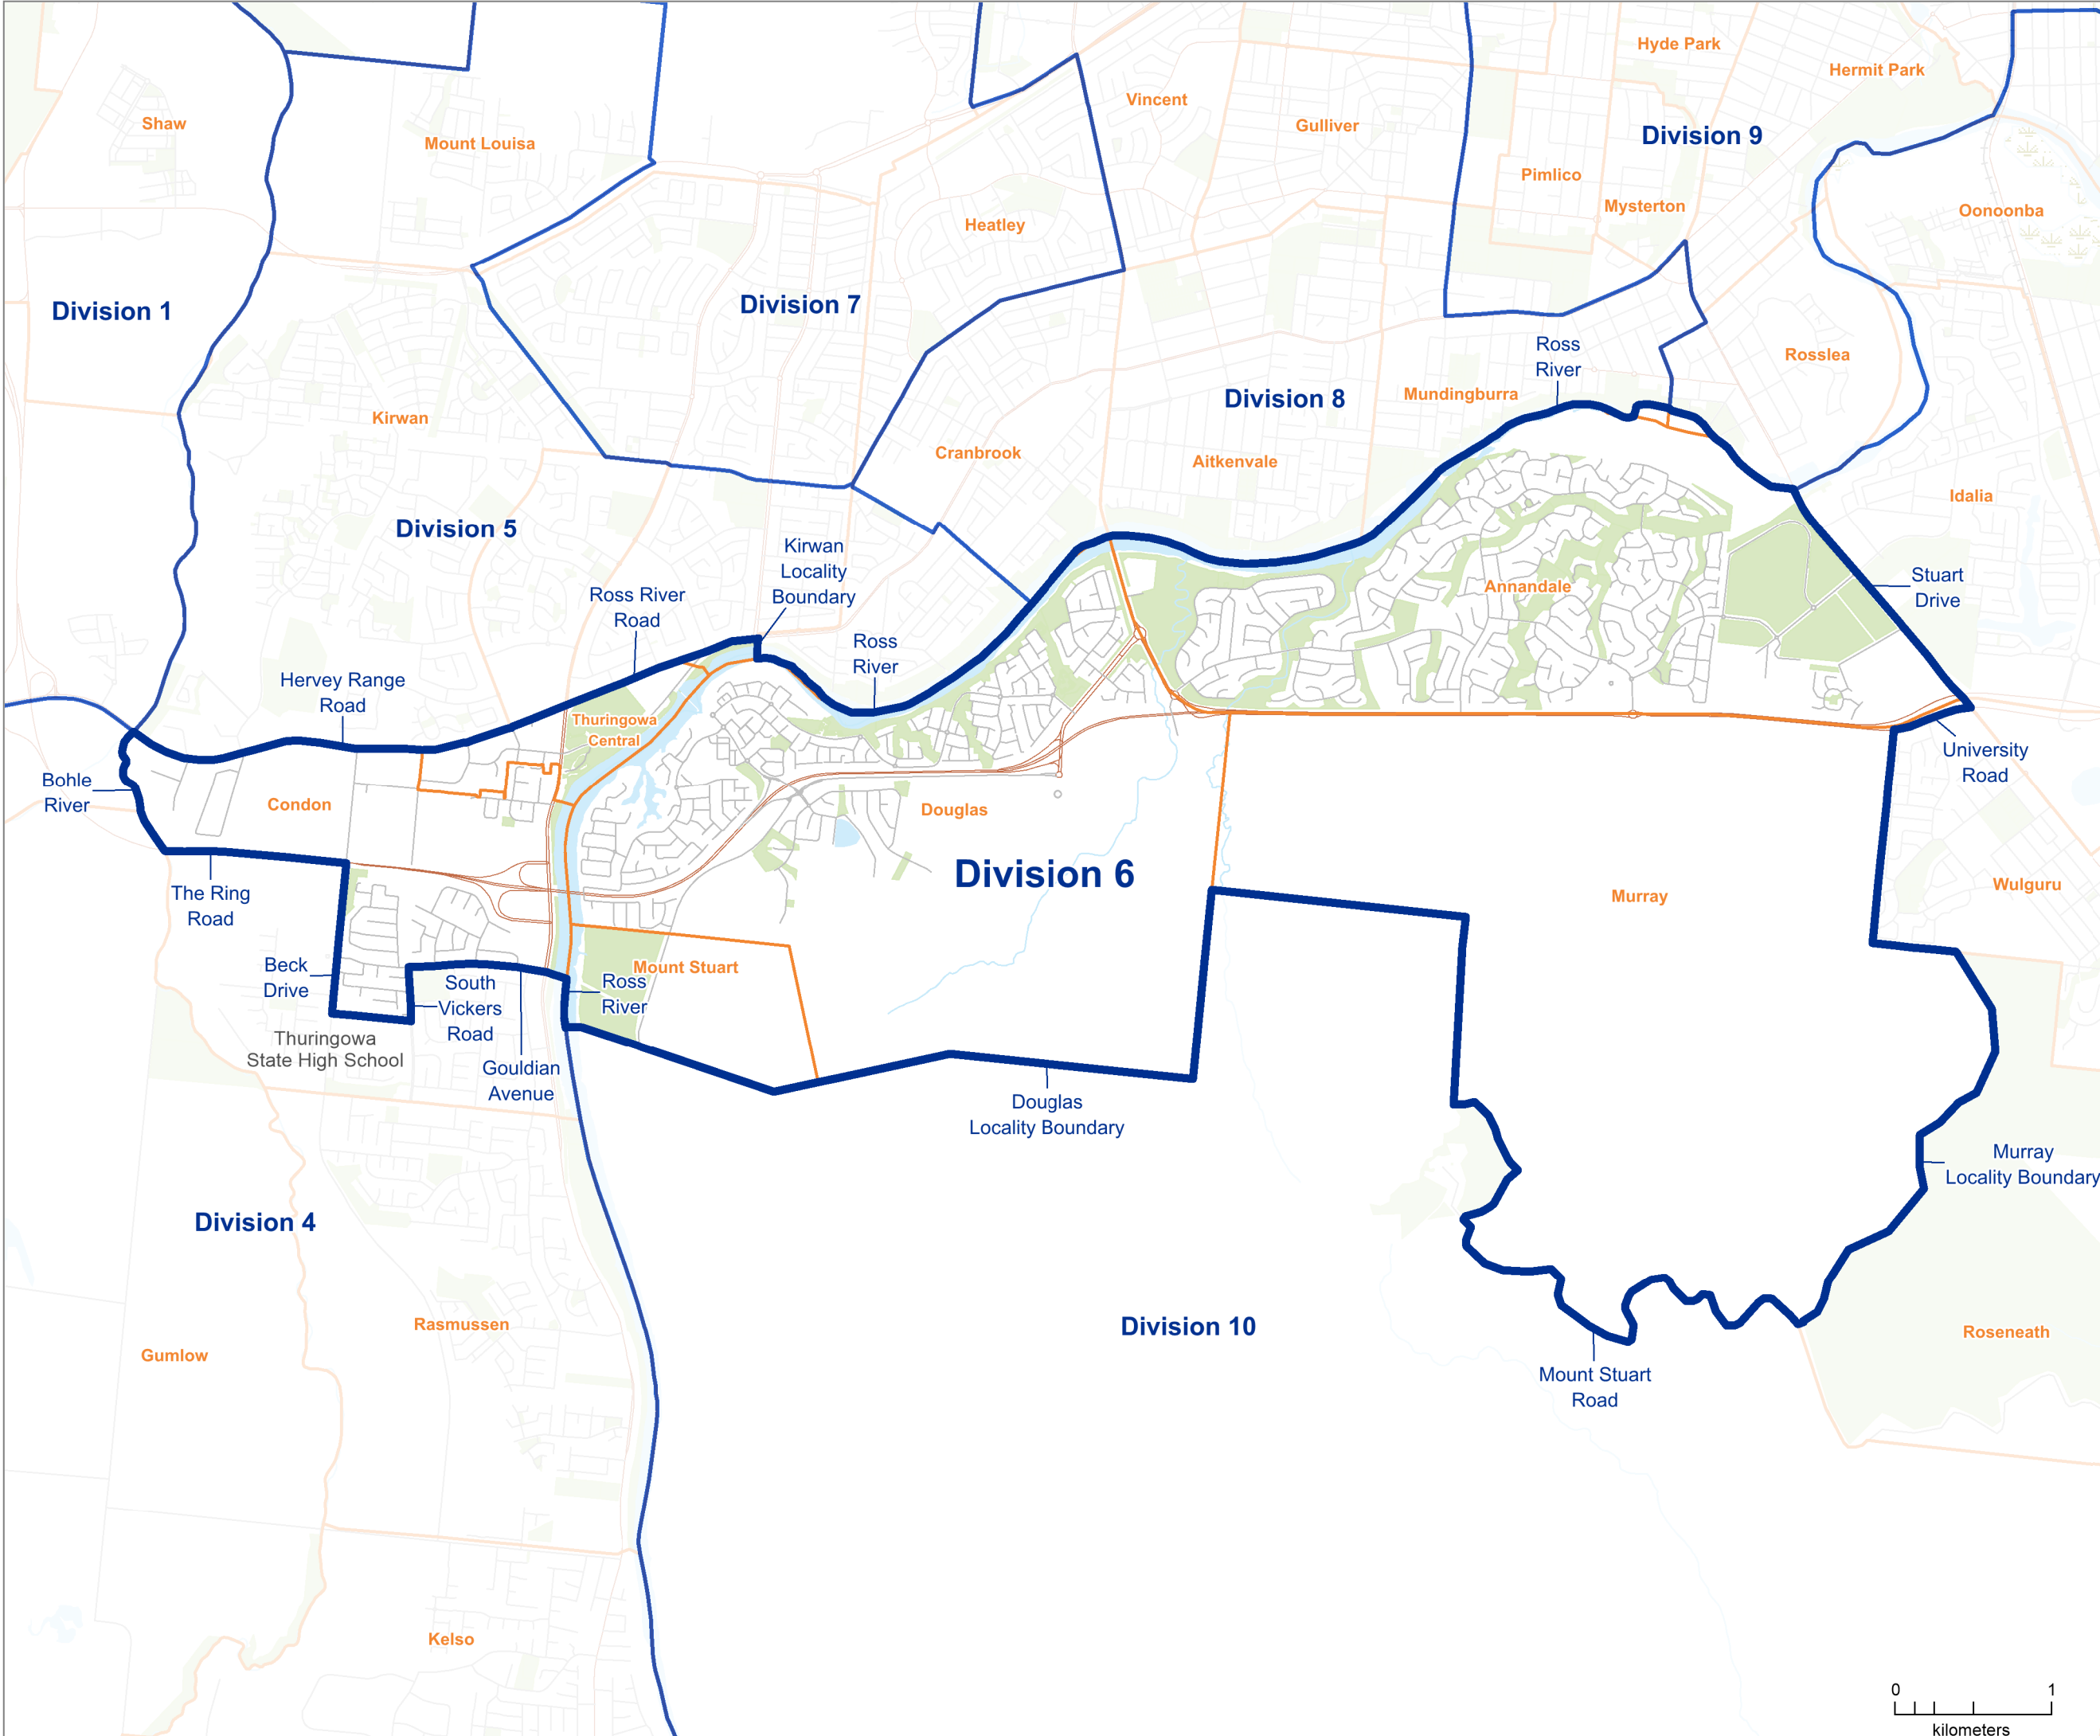 Hyde Park
Hermit Park
Vincent
Shaw
Gulliver
Division 9
Mount Louisa
Pimlico
Mysterton
Oonoonba
Heatley
Division 1
Division 7
Ross
River
Rosslea
Division 8
Mundingburra
Kirwan
Cranbrook
Aitkenvale
Idalia
Division 5
Kirwan
Locality
Boundary
Stuart
Drive
Annandale
Ross River
Road
Ross
River
Hervey Range
Road
Thuringowa
Central
University
Road
Bohle
River
Condon
Douglas
Division 6
The Ring
Road
Murray
Wulguru
Beck
Drive
Mount Stuart
South
Vickers
Road
Ross
River
Thuringowa
State High School
Gouldian
Avenue
Douglas
Locality Boundary
Murray
Locality Boundary
Division 4
Rasmussen
Division 10
Roseneath
Gumlow
Mount Stuart
Road
Kelso
0 1
kilometers